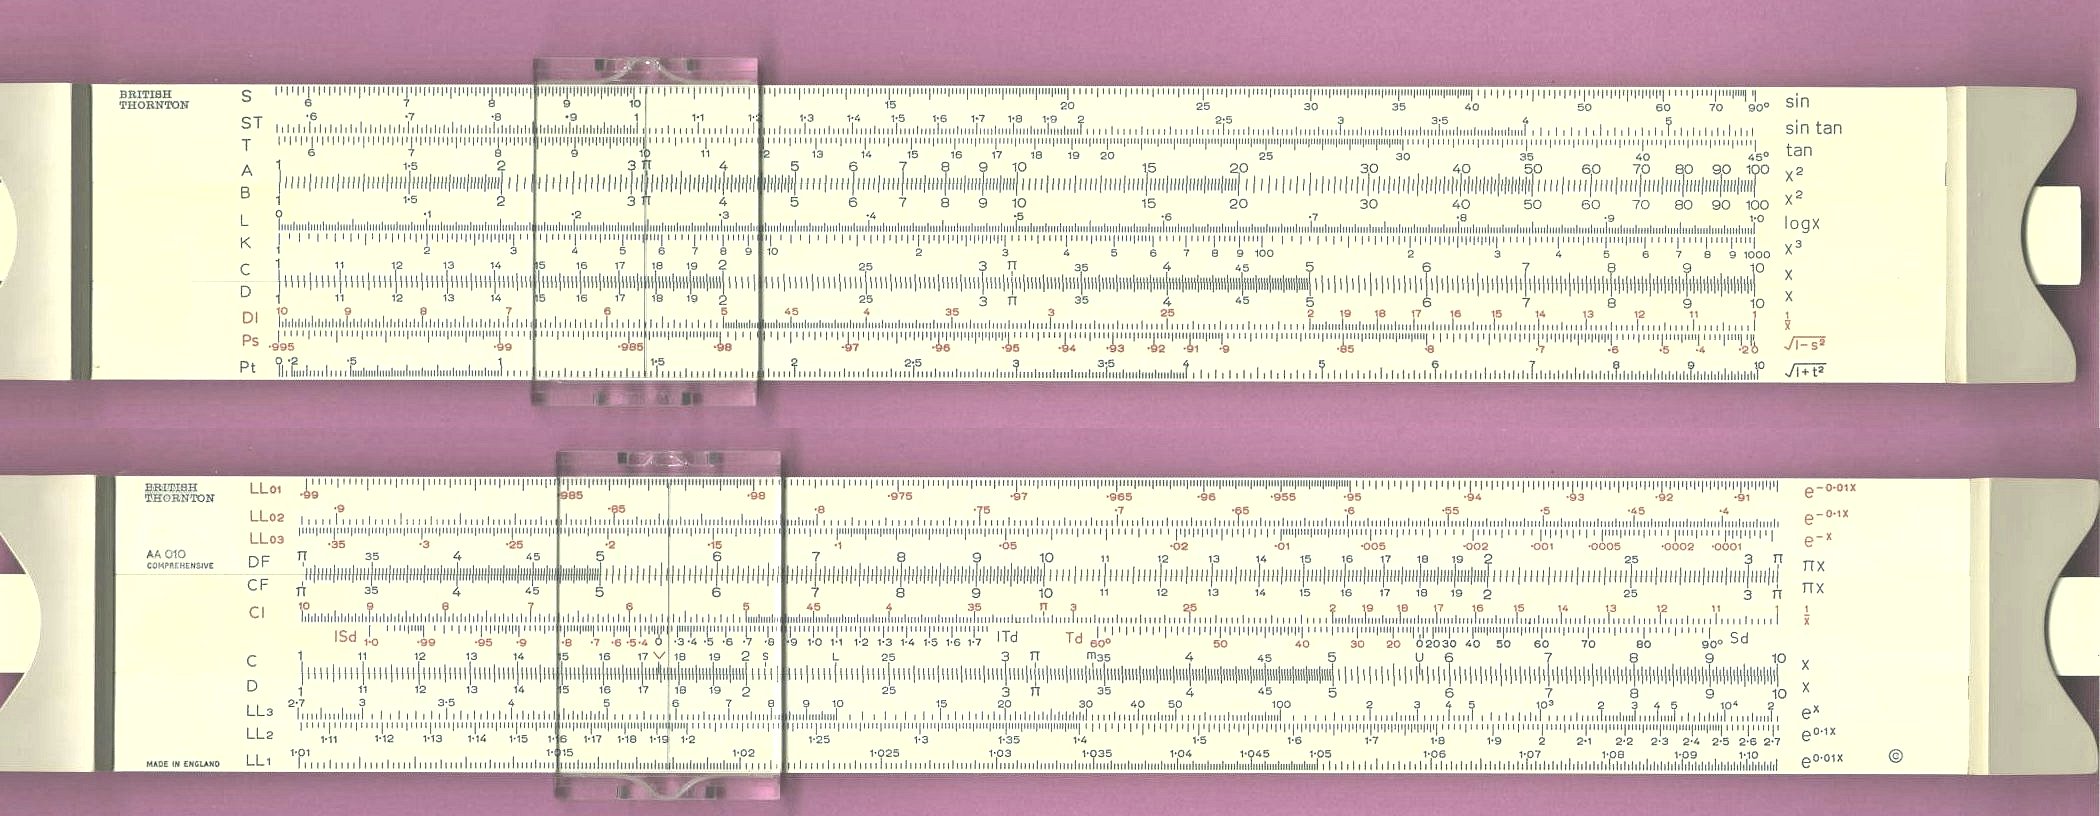 BRITISH
THORNTON
S 6 7 8 9 10 15 20 25 30 35 40 50 60 70 90° sin
ST ·6 ·7 ·8 ·9 1 1·1 1·2 1·3 1·4 1·5 1·6 1·7 1·8 1·9 2 2·5 3 3·5 4 5 sin tan
T 6 7 8 9 10 11 12 13 14 15 16 17 18 19 20 25 30 35 40 45° tan
A 1 1·5 2 3 π 4 5 6 7 8 9 10 15 20 30 40 50 60 70 80 90 100 x²
B 1 1·5 2 3 π 4 5 6 7 8 9 10 15 20 30 40 50 60 70 80 90 100 x²
L 0 ·1 ·2 ·3 ·4 ·5 ·6 ·7 ·8 ·9 1·0 logx
K 1 2 3 4 5 6 7 8 9 10 2 3 4 5 6 7 8 9 100 2 3 4 5 6 7 8 9 1000 x³
C 1 11 12 13 14 15 16 17 18 19 2 25 3 π 35 4 45 5 6 7 8 9 10 x
D 1 11 12 13 14 15 16 17 18 19 2 25 3 π 35 4 45 5 6 7 8 9 10 x
DI 10 9 8 7 6 5 45 4 35 3 25 2 19 18 17 16 15 14 13 12 11 1 1/x
Ps ·995 ·99 ·985 ·98 ·97 ·96 ·95 ·94 ·93 ·92 ·91 ·9 ·85 ·8 ·7 ·6 ·5 ·4 ·2 0 √1-s²
Pt 0 ·2 ·5 1 1·5 2 2·5 3 3·5 4 5 6 7 8 9 10 √1+t²
BRITISH
THORNTON
LL01 ·99 ·985 ·98 ·975 ·97 ·965 ·96 ·955 ·95 ·94 ·93 ·92 ·91 e-0·01x
LL02 ·9 ·85 ·8 ·75 ·7 ·65 ·6 ·55 ·5 ·45 ·4 e-0·1x
LL03 ·35 ·3 ·25 ·2 ·15 ·1 ·05 ·02 ·01 ·005 ·002 ·001 ·0005 ·0002 ·0001 e-x
AA 010
COMPREHENSIVE
DF π 35 4 5 6 7 8 9 10 11 12 13 14 15 16 17 18 19 2 25 3 π πx
CF π 35 4 45 5 6 7 8 9 10 11 12 13 14 15 16 17 18 19 2 25 3 π πx
CI 10 9 8 7 6 5 45 4 35 π 3 25 2 19 18 17 16 15 14 13 12 11 1 1/x
ISd 1·0 ·99 ·95 ·9 ·8 ·7 ·6 ·5 ·4 0 ·3 ·4 ·5 ·6 ·7 ·8 ·9 1·0 1·1 1·2 1·3 1·4 1·5 1·6 1·7 ITd Td 60° 50 40 30 20 0 20 30 40 50 60 70 80 90° Sd
C 1 11 12 13 14 15 16 17 18 19 2 s L 25 3 π m 35 4 45 5 U 6 7 8 9 10 x
D 1 11 12 13 14 15 16 17 18 19 2 25 3 π 35 4 45 5 6 7 8 9 10 x
LL3 2·7 3 3·5 4 5 6 7 8 9 10 15 20 30 40 50 100 2 3 4 5 10³ 2 3 4 5 10⁴ 2 ex
LL2 1·11 1·12 1·13 1·14 1·15 1·16 1·17 1·18 1·19 1·2 1·25 1·3 1·35 1·4 1·5 1·6 1·7 1·8 1·9 2 2·1 2·2 2·3 2·4 2·5 2·6 2·7 e0·1x
MADE IN ENGLAND
LL1 1·01 1·015 1·02 1·025 1·03 1·035 1·04 1·045 1·05 1·06 1·07 1·08 1·09 1·10 e0·01x ©